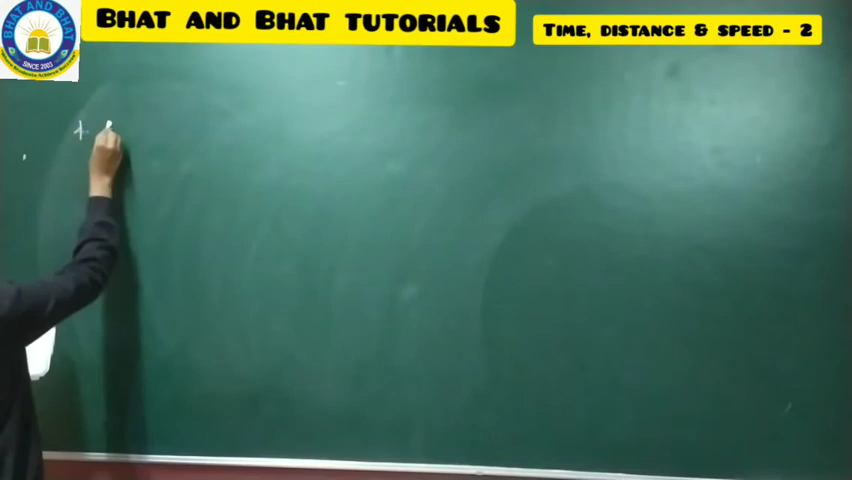 BHAT AND BHAT TUTORIALS
TIME, DISTANCE & SPEED - 2
BHAT AND BHAT
SINCE 2003